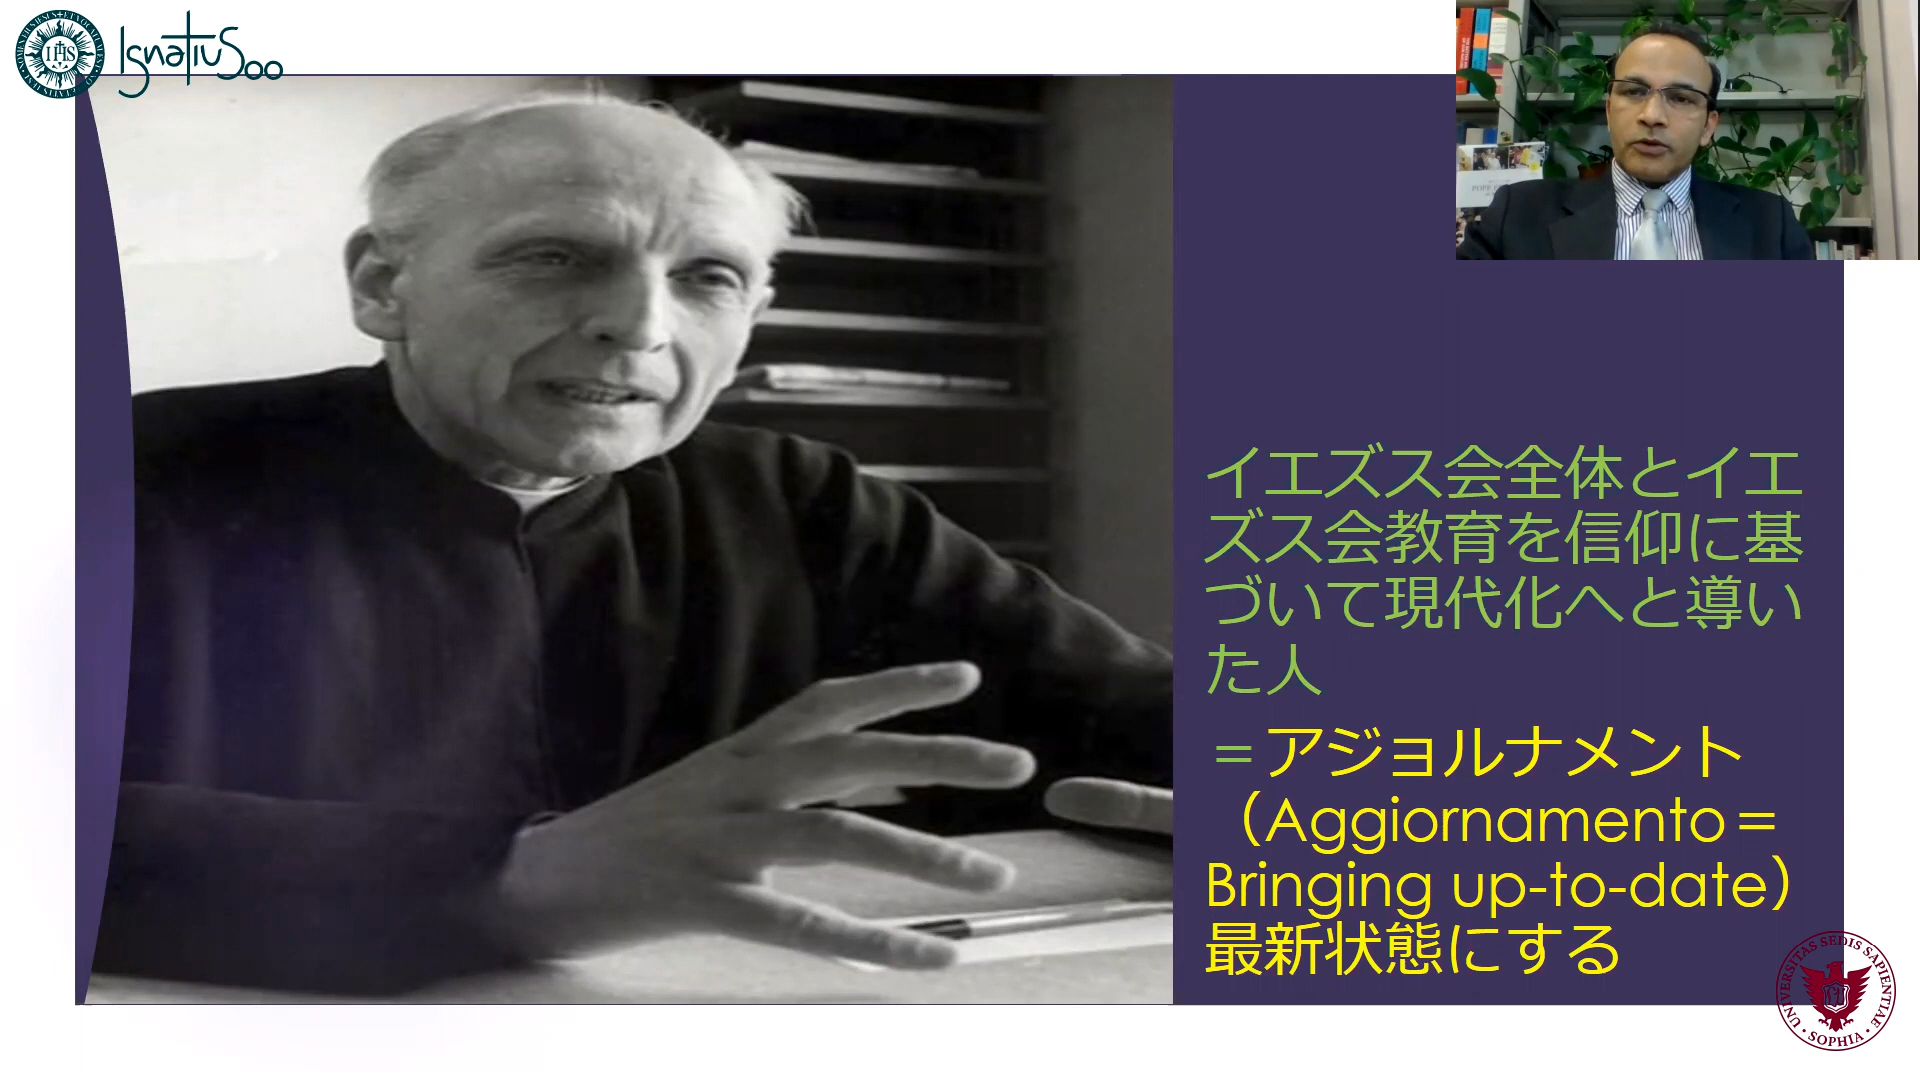 IHS
IgnatiuS500
イエズス会全体とイエ
ズス会教育を信仰に基
づいて現代化へと導い
た人
＝アジョルナメント
（Aggiornamento＝
Bringing up-to-date）
最新状態にする
UNIVERSITAS SEDIS SAPIENTIAE
SOPHIA